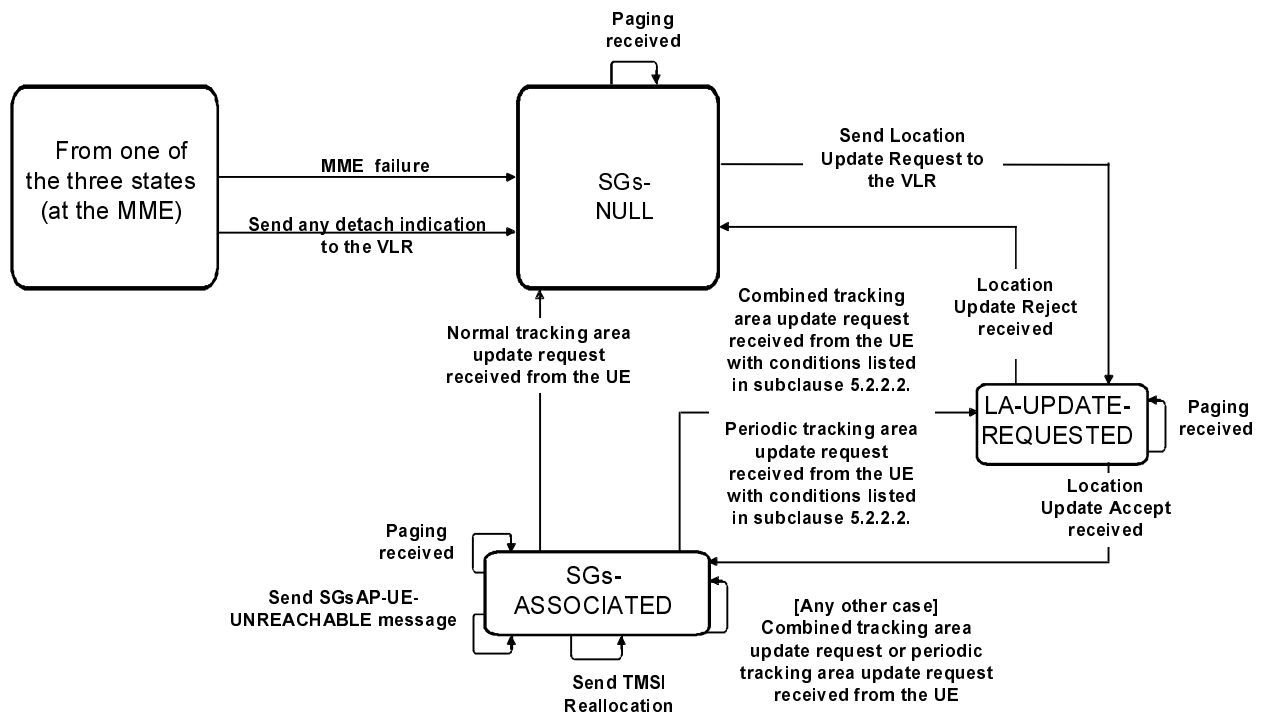 Paging
received
From one of
the three states
(at the MME)
MME failure
Send any detach indication
to the VLR
SGs-
NULL
Send Location
Update Request to
the VLR
Location
Update Reject
received
Combined tracking
area update request
received from the UE
with conditions listed
in subclause 5.2.2.2.
Normal tracking area
update request
received from the UE
Periodic tracking area
update request
received from the UE
with conditions listed
in subclause 5.2.2.2.
LA-UPDATE-
REQUESTED
Paging
received
Location
Update Accept
received
Paging
received
SGs-
ASSOCIATED
Send SGsAP-UE-
UNREACHABLE message
[Any other case]
Combined tracking area
update request or periodic
tracking area update request
received from the UE
Send TMSI
Reallocation